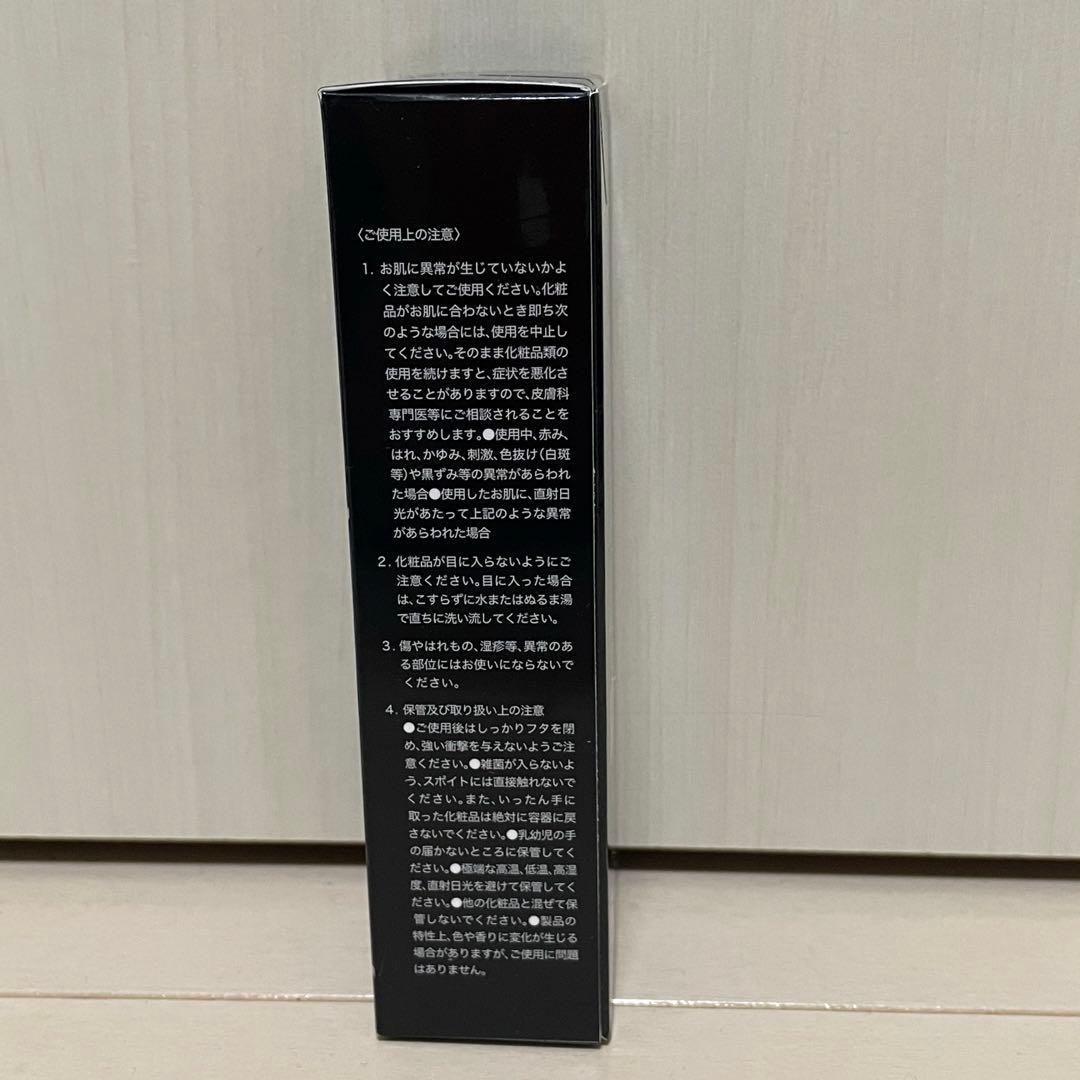 〈ご使用上の注意〉
1. お肌に異常が生じていないかよ
く注意してご使用ください。化粧
品がお肌に合わないとき即ち次
のような場合には、使用を中止し
てください。そのまま化粧品類の
使用を続けますと、症状を悪化さ
せることがありますので、皮膚科
専門医等にご相談されることを
おすすめします。●使用中、赤み、
はれ、かゆみ、刺激、色抜け(白斑
等)や黒ずみ等の異常があらわれ
た場合●使用したお肌に、直射日
光があたって上記のような異常
があらわれた場合
2. 化粧品が目に入らないようにご
注意ください。目に入った場合
は、こすらずに水またはぬるま湯
で直ちに洗い流してください。
3. 傷やはれもの、湿疹等、異常のあ
る部位にはお使いにならないで
ください。
4. 保管及び取り扱い上の注意
●ご使用後はしっかりフタを閉
め、強い衝撃を与えないようご注
意ください。●雑菌が入らないよ
う、スポイトには直接触れないで
ください。また、いったん手に
取った化粧品は絶対に容器に戻
さないでください。●乳幼児の手
の届かないところに保管してく
ださい。●極端な高温、低温、高湿
度、直射日光を避けて保管してく
ださい。●他の化粧品と混ぜて保
管しないでください。●製品の
特性上、色や香りに変化が生じる
場合がありますが、ご使用に問題
はありません。